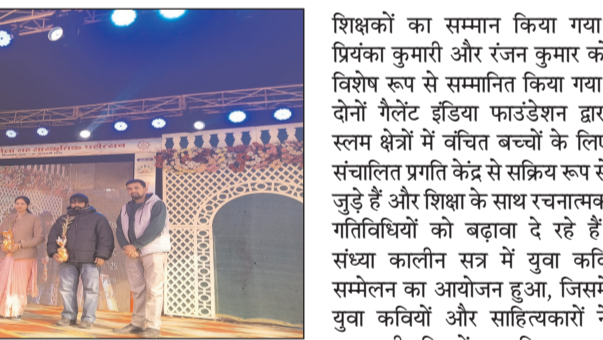 शिक्षकों का सम्मान किया गया
प्रियंका कुमारी और रंजन कुमार को
विशेष रूप से सम्मानित किया गया
दोनों गैलेंट इंडिया फाउंडेशन द्वार
स्लम क्षेत्रों में वंचित बच्चों के लिए
संचालित प्रगति केंद्र से सक्रिय रूप से
जुड़े हैं और शिक्षा के साथ रचनात्मक
गतिविधियों को बढ़ावा दे रहे हैं
संध्या कालीन सत्र में युवा कवि
सम्मेलन का आयोजन हुआ, जिसमें
युवा कवियों और साहित्यकारों ने